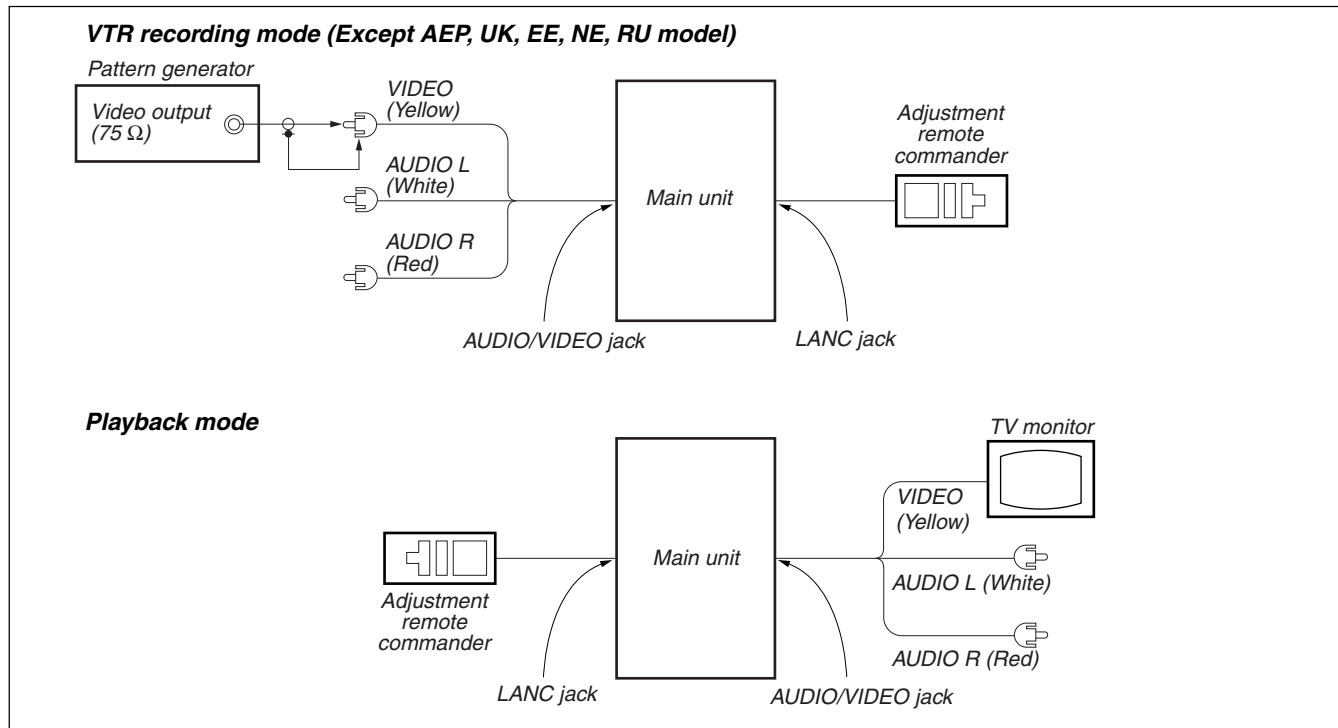 VTR recording mode (Except AEP, UK, EE, NE, RU model)
Pattern generator
Video output
(75 Ω)
VIDEO
(Yellow)
AUDIO L
(White)
AUDIO R
(Red)
Main unit
Adjustment
remote
commander
AUDIO/VIDEO jack
LANC jack
Playback mode
TV monitor
VIDEO
(Yellow)
Main unit
AUDIO L (White)
Adjustment
remote
commander
AUDIO R (Red)
LANC jack
AUDIO/VIDEO jack